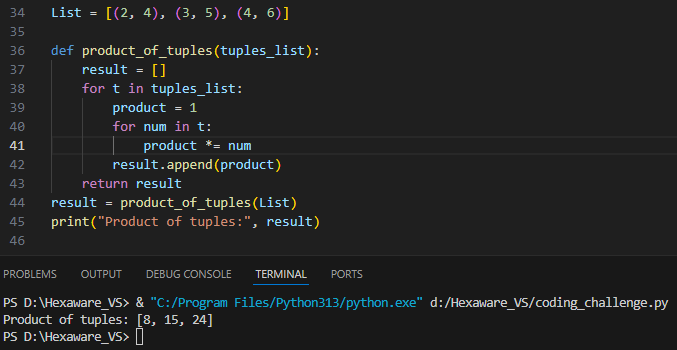 34 List = [(2, 4), (3, 5), (4, 6)]
35
36 def product_of_tuples(tuples_list):
37     result = []
38     for t in tuples_list:
39         product = 1
40         for num in t:
41             product *= num
42         result.append(product)
43     return result
44 result = product_of_tuples(List)
45 print("Product of tuples:", result)
46
PROBLEMS OUTPUT DEBUG CONSOLE TERMINAL PORTS
PS D:\Hexaware_VS> & "C:/Program Files/Python313/python.exe" d:/Hexaware_VS/coding_challenge.py
Product of tuples: [8, 15, 24]
PS D:\Hexaware_VS>